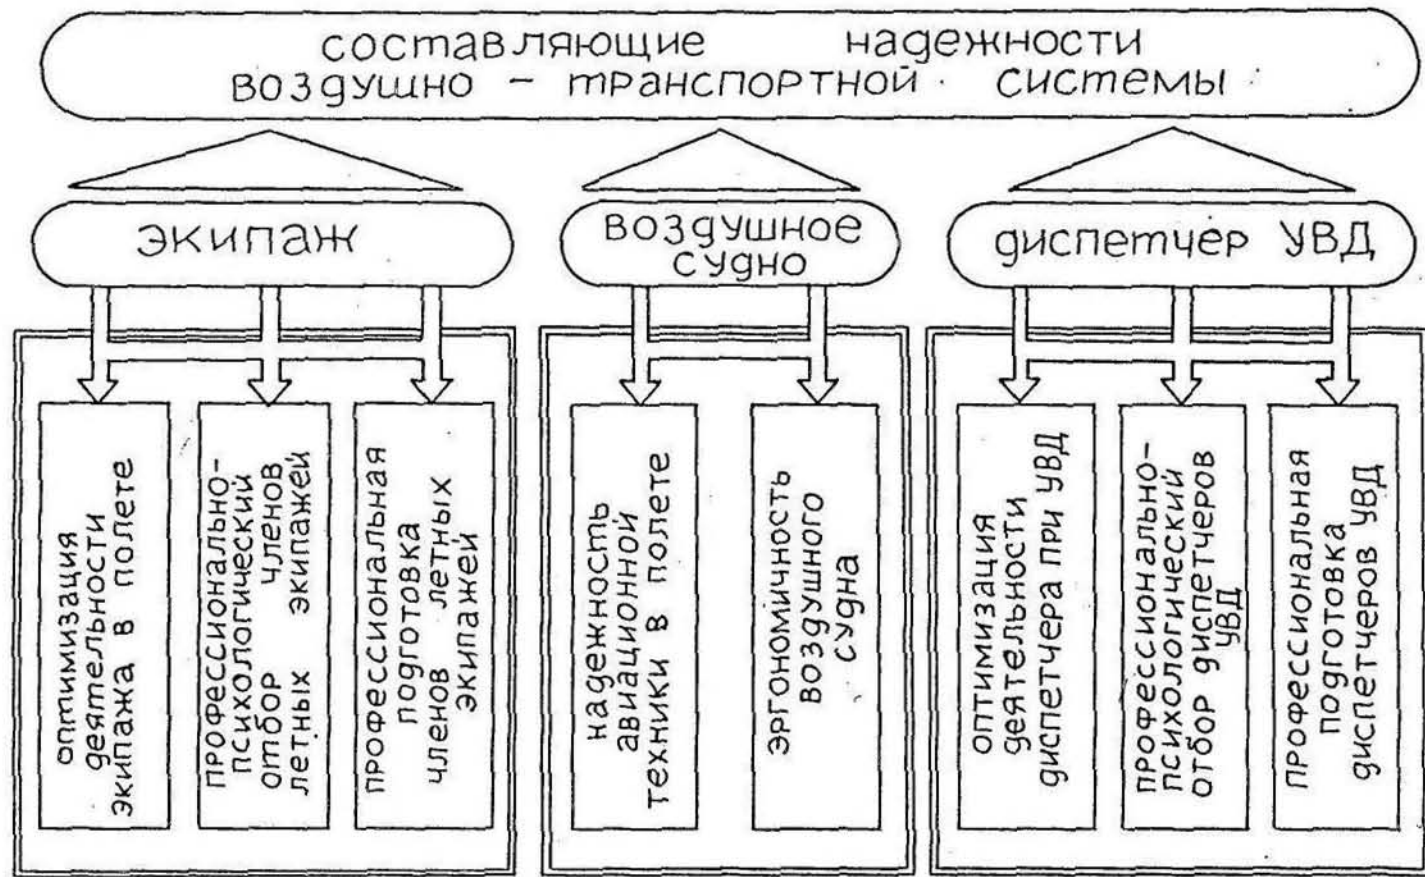 составляющие надежности
воздушно - транспортной системы
экипаж
воздушное
судно
диспетчер УВД
оптимизация
деятельности
экипажа в полете
профессионально-
психологический
отбор членов
летных экипажей
профессиональная
подготовка
членов летных
экипажей
надежность
авиационной
техники в полете
эргономичность
воздушного
судна
оптимизация
деятельности
диспетчера при УВД
профессионально-
психологический
отбор диспетчеров
УВД
профессиональная
подготовка
диспетчеров УВД